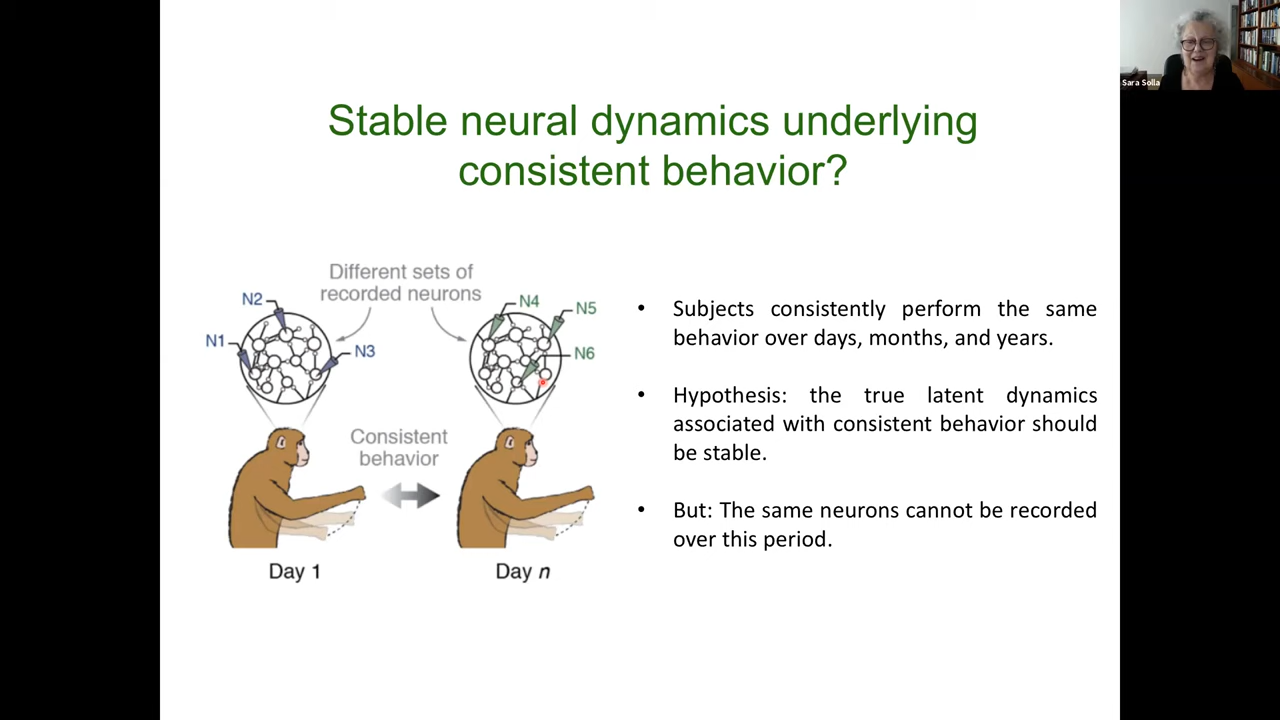 Sara Solla
Stable neural dynamics underlying
consistent behavior?
Different sets of
recorded neurons
N2
N1
N3
N4
N5
N6
Consistent
behavior
Day 1
Day n
• Subjects consistently perform the same
behavior over days, months, and years.
• Hypothesis: the true latent dynamics
associated with consistent behavior should
be stable.
• But: The same neurons cannot be recorded
over this period.